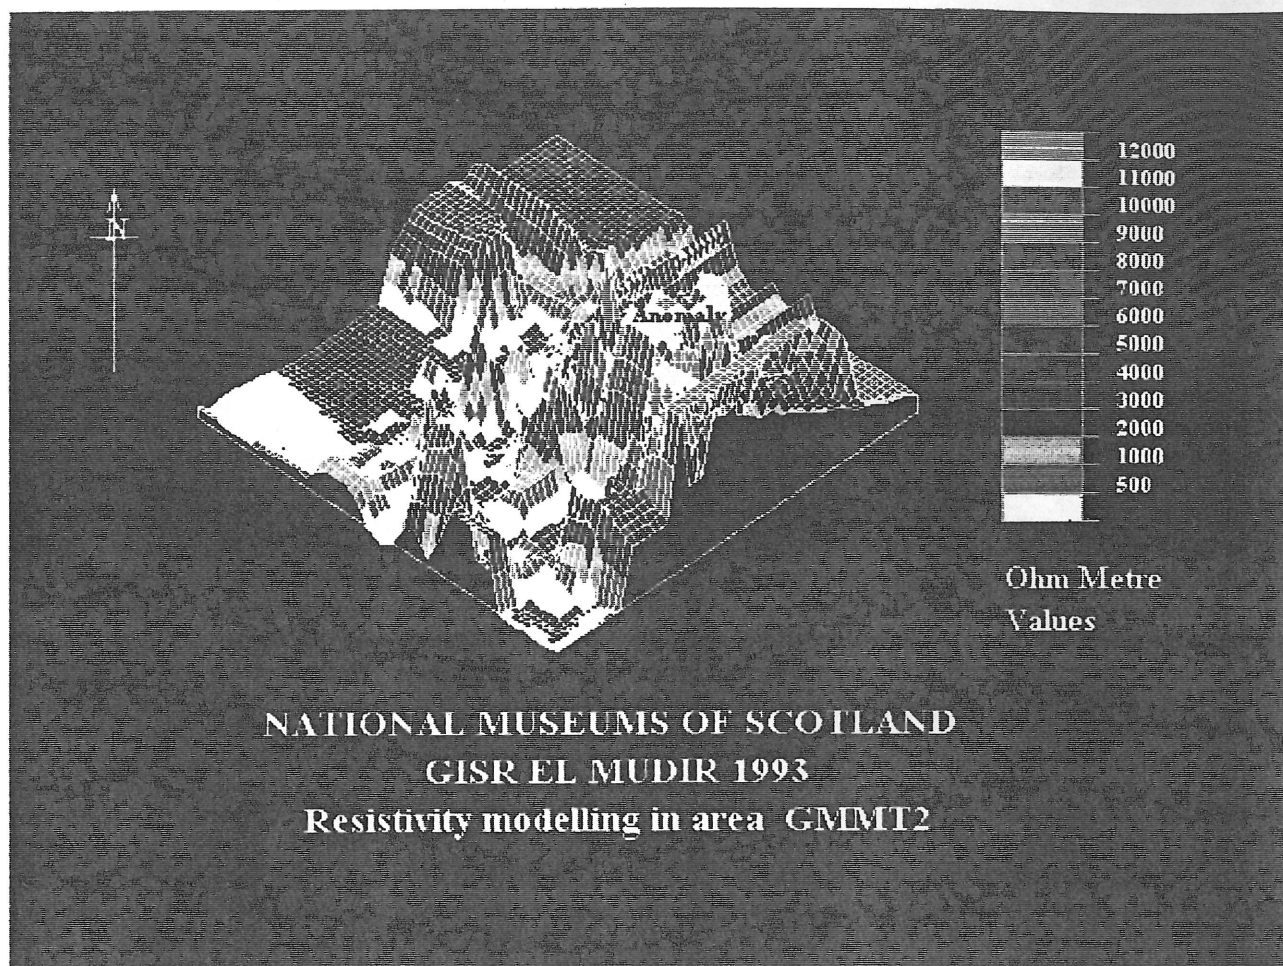 N
Anomaly
12000
11000
10000
9000
8000
7000
6000
5000
4000
3000
2000
1000
500
Ohm Metre
Values
NATIONAL MUSEUMS OF SCOTLAND
GISR EL MUDIR 1993
Resistivity modelling in area GMMT2